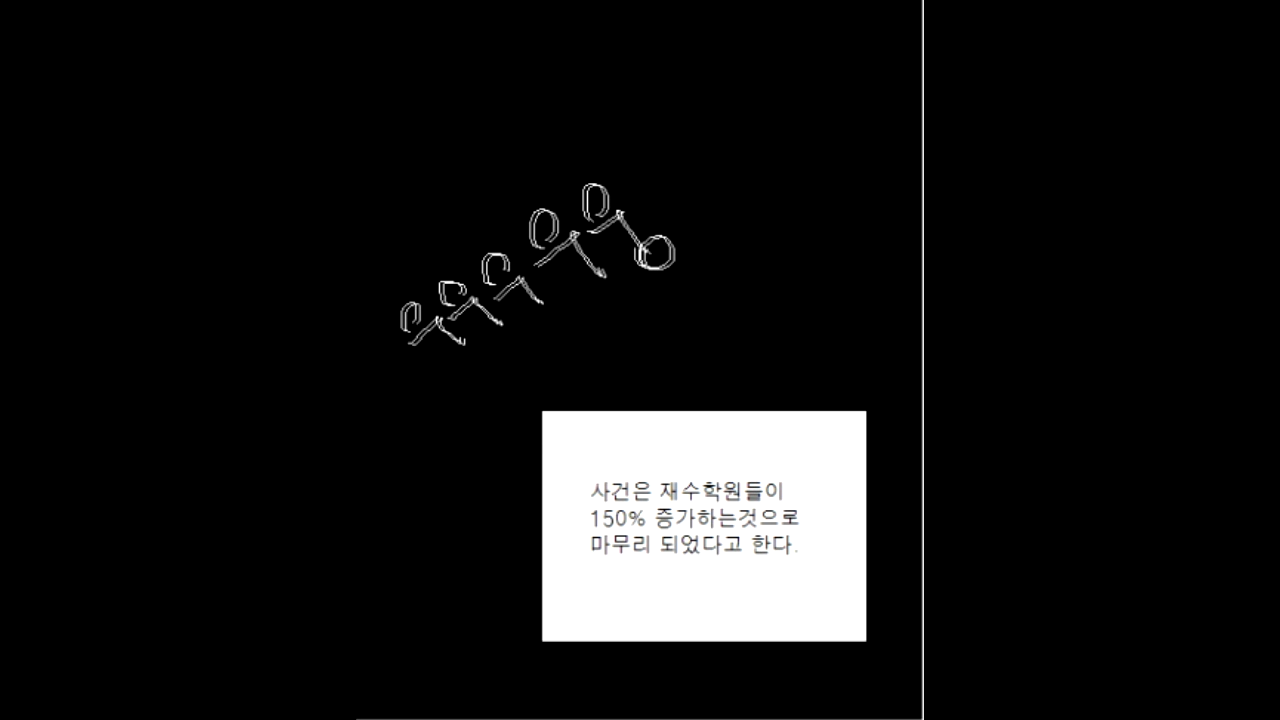 사건은 재수학원들이
150% 증가하는것으로
마무리 되었다고 한다.